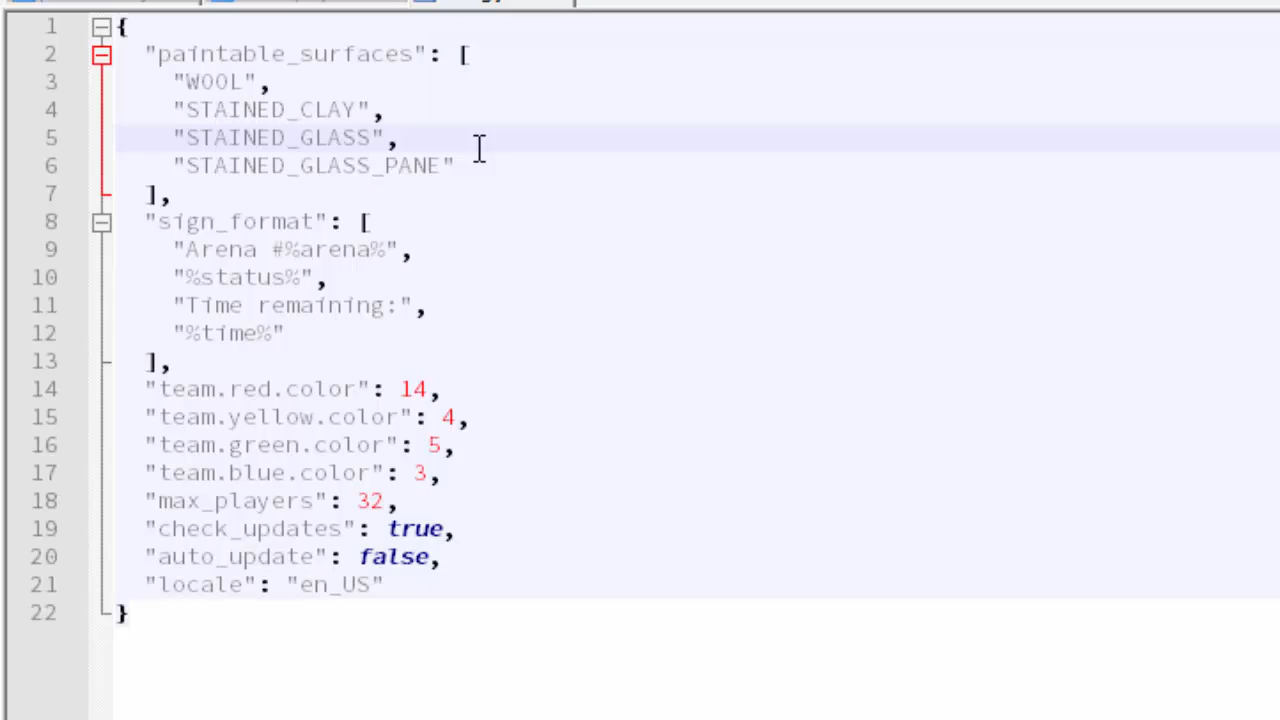 1 {
2 "paintable_surfaces": [
3 "WOOL",
4 "STAINED_CLAY",
5 "STAINED_GLASS",
6 "STAINED_GLASS_PANE"
7 ],
8 "sign_format": [
9 "Arena #%arena%",
10 "%status%",
11 "Time remaining:",
12 "%time%"
13 ],
14 "team.red.color": 14,
15 "team.yellow.color": 4,
16 "team.green.color": 5,
17 "team.blue.color": 3,
18 "max_players": 32,
19 "check_updates": true,
20 "auto_update": false,
21 "locale": "en_US"
22 }